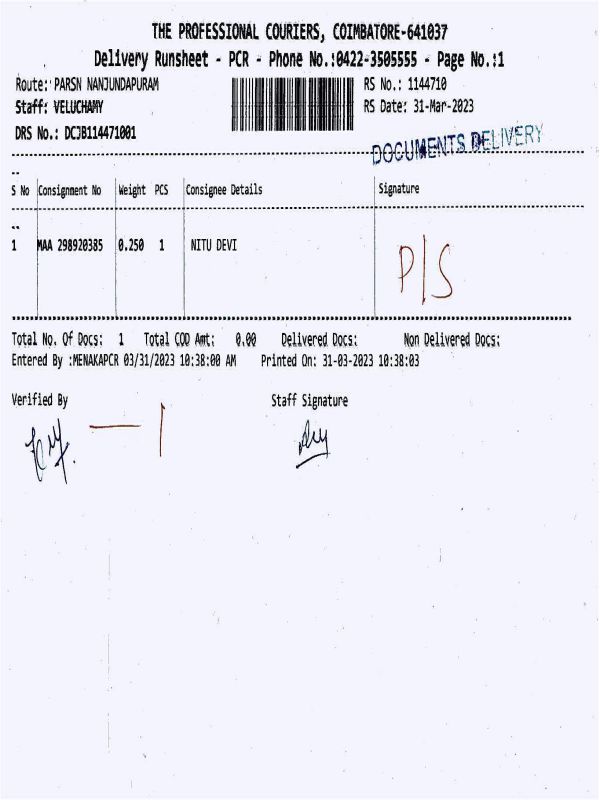 THE PROFESSIONAL COURIERS, COIMBATORE-641037
Delivery Runsheet - PCR - Phone No.:0422-3505555 - Page No.:1
Route: PARSN NANJUNDAPURAM
RS No.: 1144710
Staff: VELUCHAMY
RS Date: 31-Mar-2023
DRS No.: DCJB114471001
DOCUMENTS DELIVERY
S No Consignment No Weight PCS Consignee Details Signature
1 MAA 298920385 0.250 1 NITU DEVI P/S
Total No. Of Docs: 1 Total COD Amt: 0.00 Delivered Docs: Non Delivered Docs:
Entered By :MENAKAPCR 03/31/2023 10:38:00 AM Printed On: 31-03-2023 10:38:03
Verified By Staff Signature